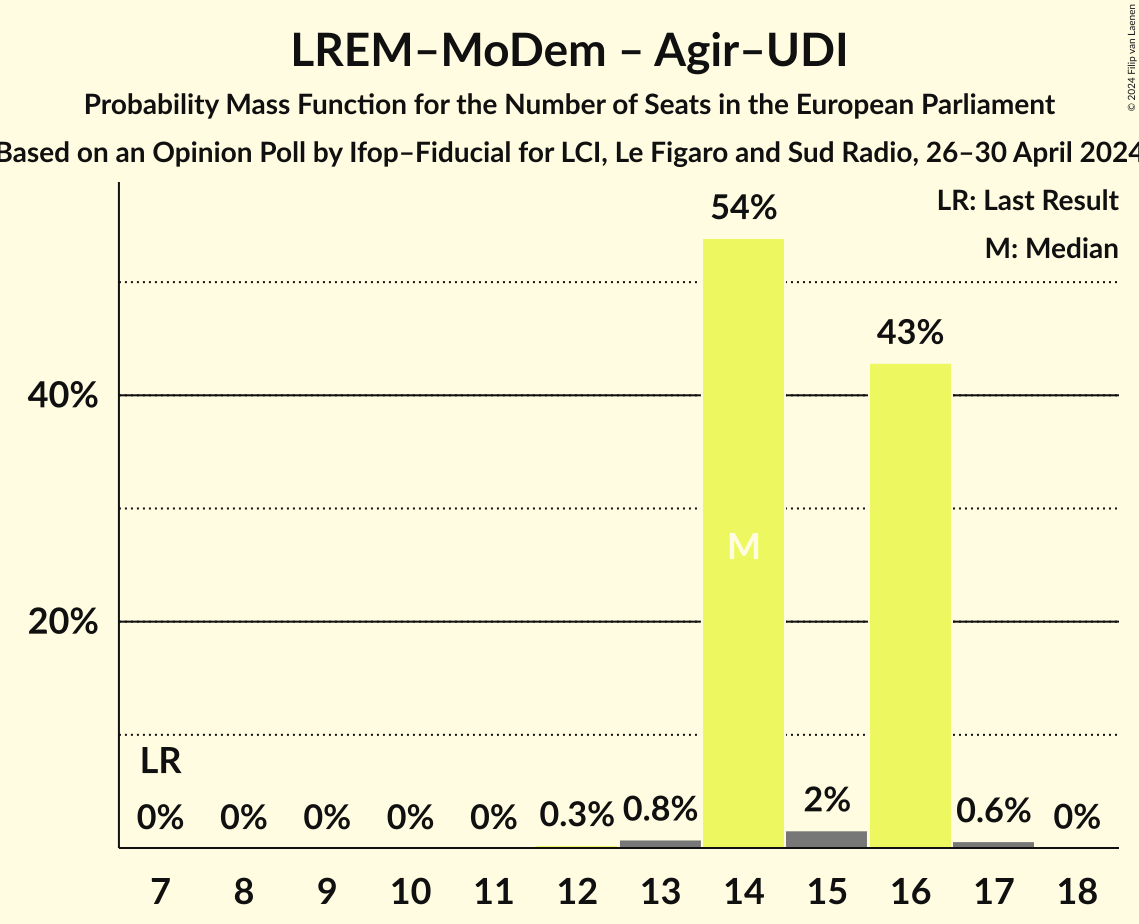 LREM–MoDem – Agir–UDI
Probability Mass Function for the Number of Seats in the European Parliament
Based on an Opinion Poll by Ifop–Fiducial for LCI, Le Figaro and Sud Radio, 26–30 April 2024
© 2024 Filip van Laenen
LR: Last Result
M: Median
54%
43%
40%
M
20%
LR
0% 0% 0% 0% 0% 0.3% 0.8% 2% 0.6% 0%
7 8 9 10 11 12 13 14 15 16 17 18